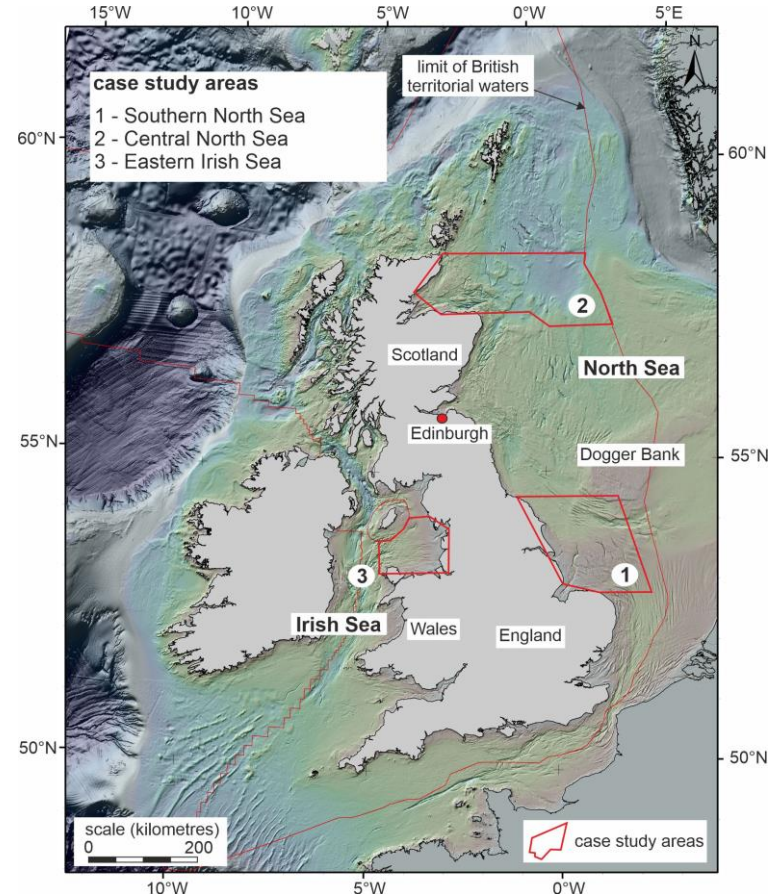 15°W
10°W
5°W
0°W
5°E
case study areas
1 - Southern North Sea
2 - Central North Sea
3 - Eastern Irish Sea
limit of British
territorial waters
N
60°N
60°N
2
Scotland
North Sea
Edinburgh
55°N
55°N
Dogger Bank
3
1
Irish Sea
Wales
England
50°N
50°N
scale (kilometres)
0
200
case study areas
10°W
5°W
0°W